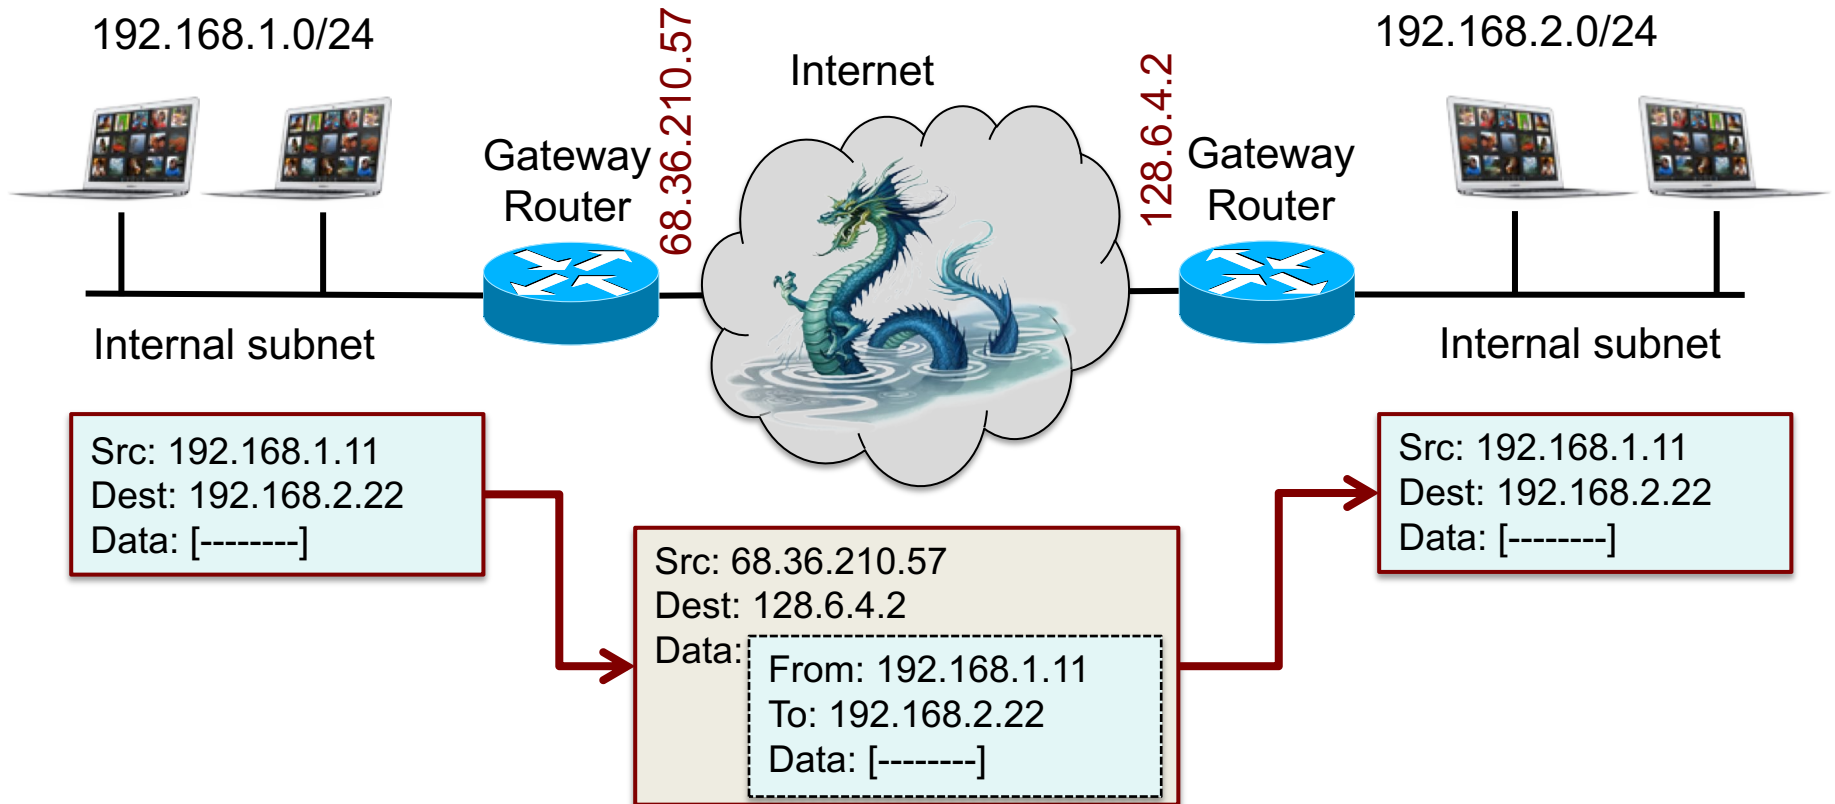 192.168.1.0/24
68.36.210.57
Internet
128.6.4.2
192.168.2.0/24
Gateway
Router
Gateway
Router
Internal subnet
Internal subnet
Src: 192.168.1.11
Dest: 192.168.2.22
Data: [--------]
Src: 68.36.210.57
Dest: 128.6.4.2
Data:
From: 192.168.1.11
To: 192.168.2.22
Data: [--------]
Src: 192.168.1.11
Dest: 192.168.2.22
Data: [--------]